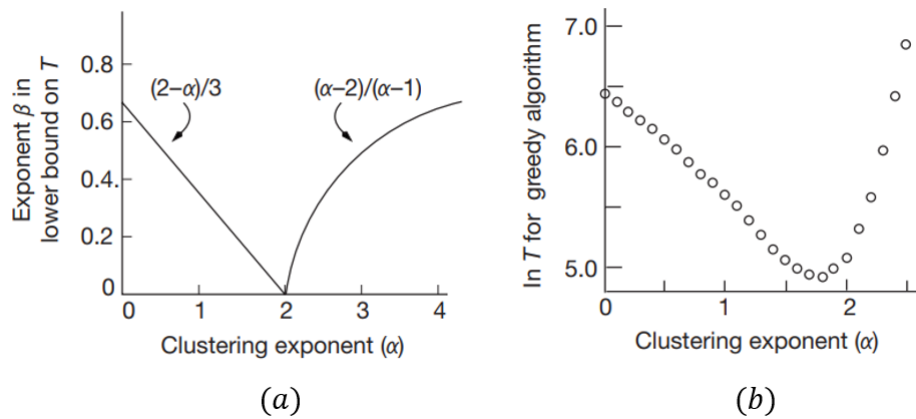 Exponent β in
lower bound on T
0.8
0.6
0.4.
0.2
0
(2–α)/3
(α–2)/(α–1)
0 1 2 3 4
Clustering exponent (α)
(a)
ln T for greedy algorithm
7.0
6.0
5.0
0 1 2
Clustering exponent (α)
(b)